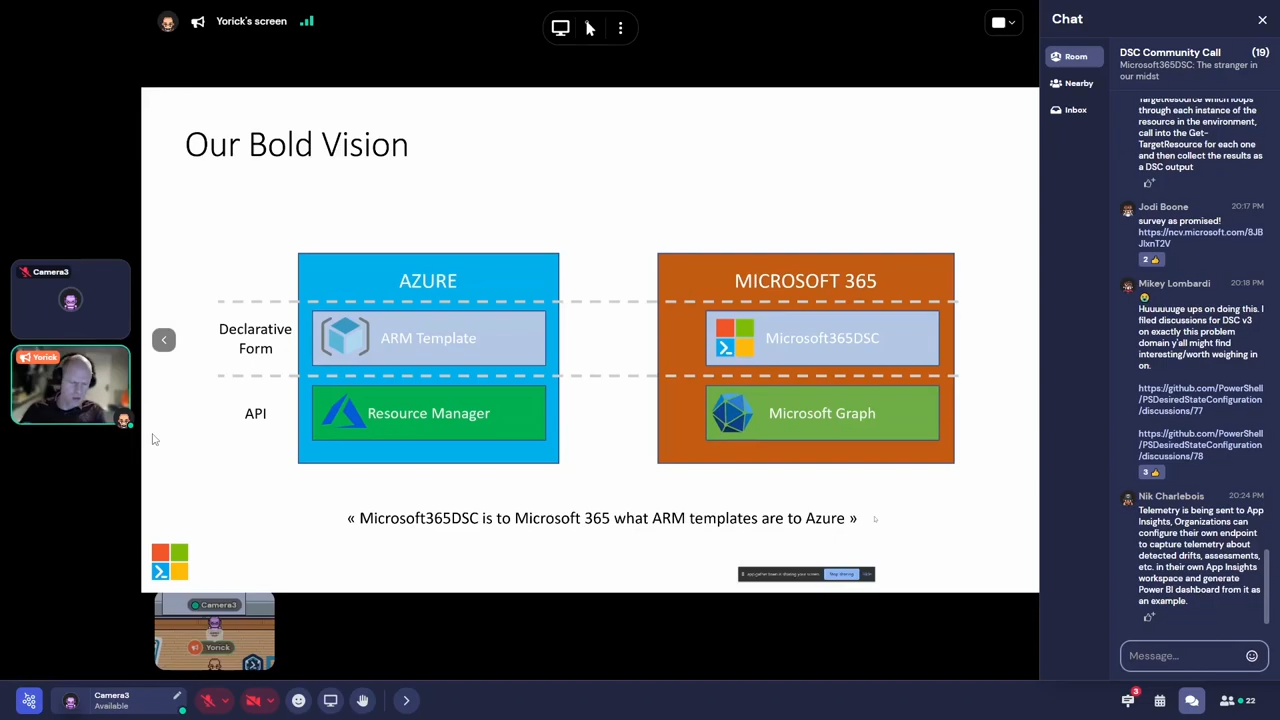 Yorick's screen
Our Bold Vision
AZURE
MICROSOFT 365
Declarative
Form
ARM Template
Microsoft365DSC
API
Resource Manager
Microsoft Graph
« Microsoft365DSC is to Microsoft 365 what ARM templates are to Azure »
Stop sharing
Camera3
Yorick
Camera3
Yorick
Camera3
Available
Chat
Room
Nearby
Inbox
DSC Community Call
(19)
Microsoft365DSC: The stranger in
our midst
TargetResource which loops
through each instance of the
resource in the environment,
call into the Get-
TargetResource for each one
and then collect the results as
a DSC output
Jodi Boone
20:17 PM
survey as promised!
https://ncv.microsoft.com/8JB
JIxnT2V
2
Mikey Lombardi
20:18 PM
Huuuuuuge ups on doing this. I
filed discussions for DSC v3
on exactly this problem
domain y'all might find
interesting/worth weighing in
on.
https://github.com/PowerShell
/PSDesiredStateConfiguration
/discussions/77
https://github.com/PowerShell
/PSDesiredStateConfiguration
/discussions/78
3
Nik Charlebois
20:24 PM
Telemetry is being sent to App
Insights, Organizations can
configure their own endpoint
to capture telemetry about
detected drifts, assessments,
etc. in their own App Insights
workspace and generate
Power BI dashboard from it as
an example.
Message...
3
22